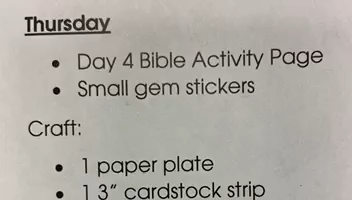 Thursday
• Day 4 Bible Activity Page
• Small gem stickers
Craft:
• 1 paper plate
• 1 3” cardstock strip